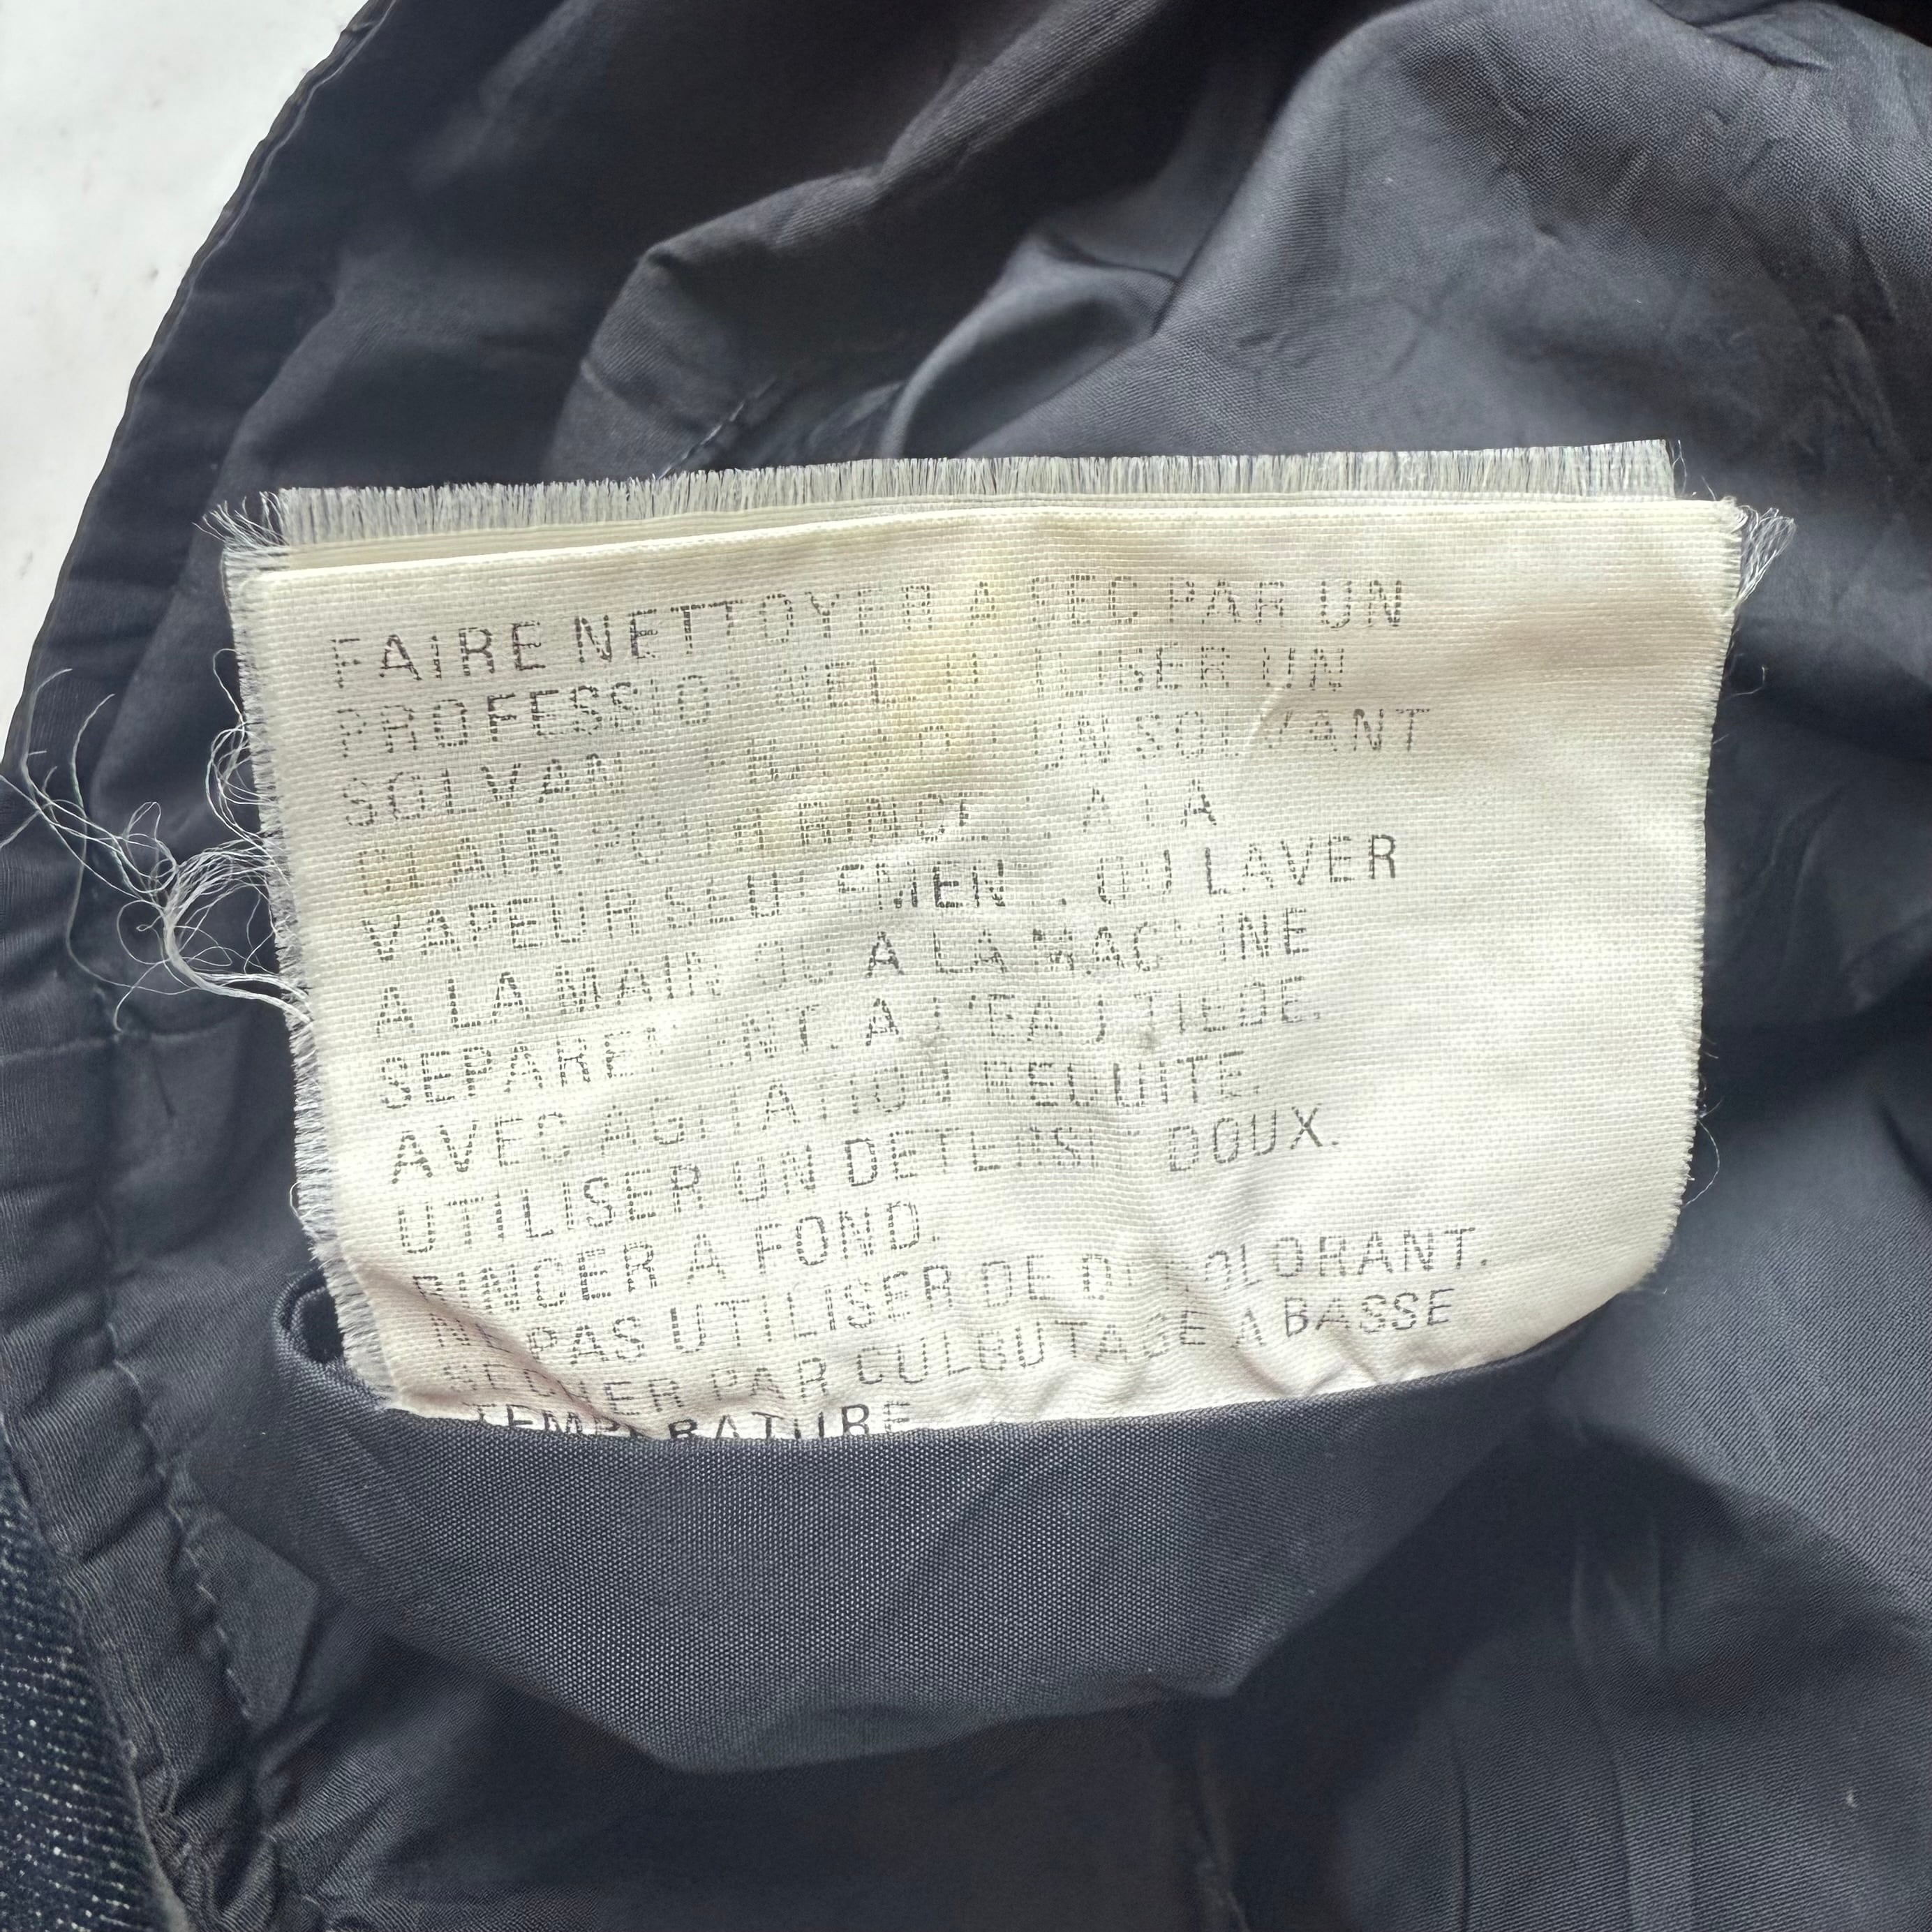 FAIRE NETTOYER A SEC PAR UN
PROFESSIONNEL. UTILISER UN
SOLVANT UN SOLVANT
CLAIR POUR RINCER. A LA
VAPEUR SEULEMENT. OU LAVER
A LA MAIN OU A LA MACHINE
SEPAREMENT. A L'EAU TIEDE.
AVEC AGITATION REDUITE.
UTILISER UN DETERSIF DOUX.
RINCER A FOND.
NE PAS UTILISER DE DECOLORANT.
SECHER PAR CULBUTAGE A BASSE
TEMPERATURE